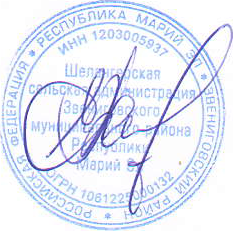 РОССИЙСКАЯ ФЕДЕРАЦИЯ * РЕСПУБЛИКА МАРИЙ ЭЛ * ЗВЕНИГОВСКИЙ РАЙОН *
ИНН 1203005937
Шелангерская
сельская администрация
Звениговского
муниципального района
Республики
Марий Эл
ОГРН